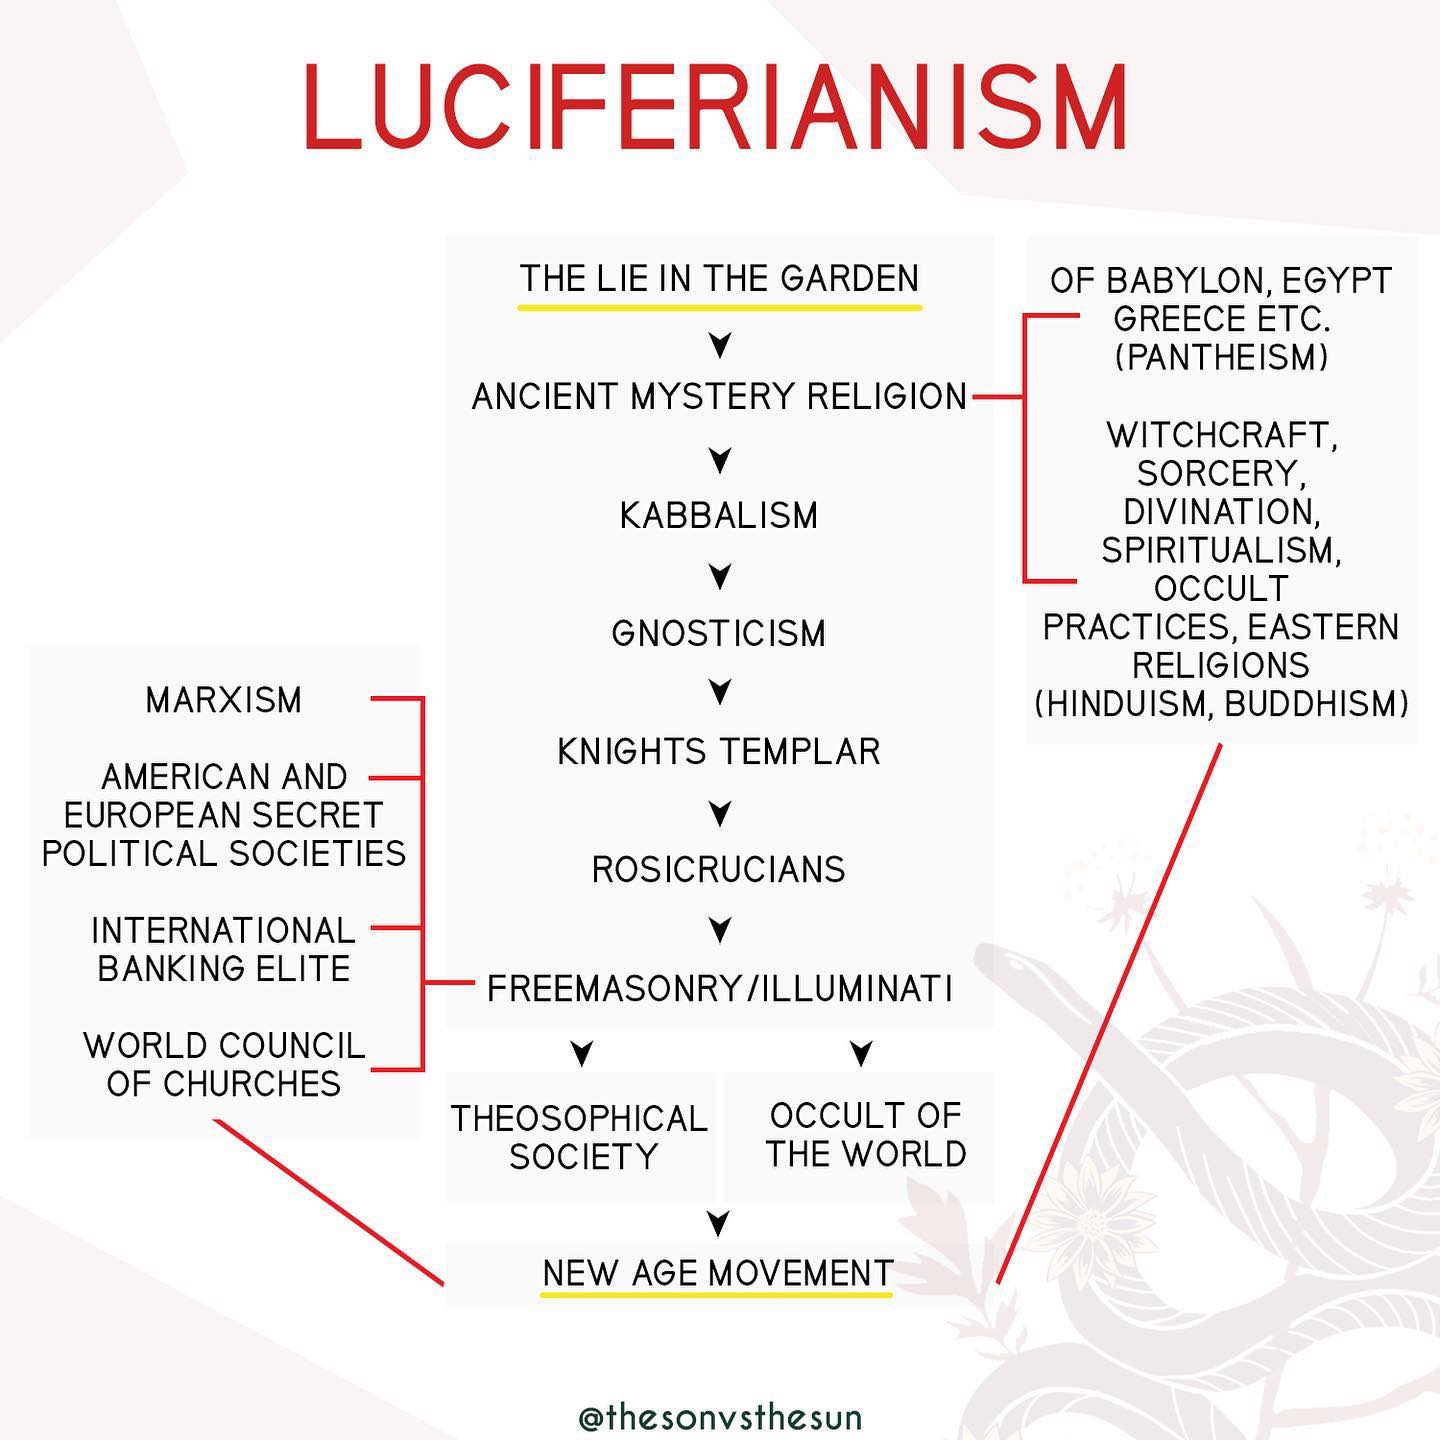 LUCIFERIANISM
THE LIE IN THE GARDEN
ANCIENT MYSTERY RELIGION
OF BABYLON, EGYPT
GREECE ETC.
(PANTHEISM)
WITCHCRAFT,
SORCERY,
DIVINATION,
SPIRITUALISM,
OCCULT
PRACTICES, EASTERN
RELIGIONS
(HINDUISM, BUDDHISM)
KABBALISM
GNOSTICISM
KNIGHTS TEMPLAR
ROSICRUCIANS
FREEMASONRY/ILLUMINATI
MARXISM
AMERICAN AND
EUROPEAN SECRET
POLITICAL SOCIETIES
INTERNATIONAL
BANKING ELITE
WORLD COUNCIL
OF CHURCHES
THEOSOPHICAL
SOCIETY
OCCULT OF
THE WORLD
NEW AGE MOVEMENT
@thesonvsthesun